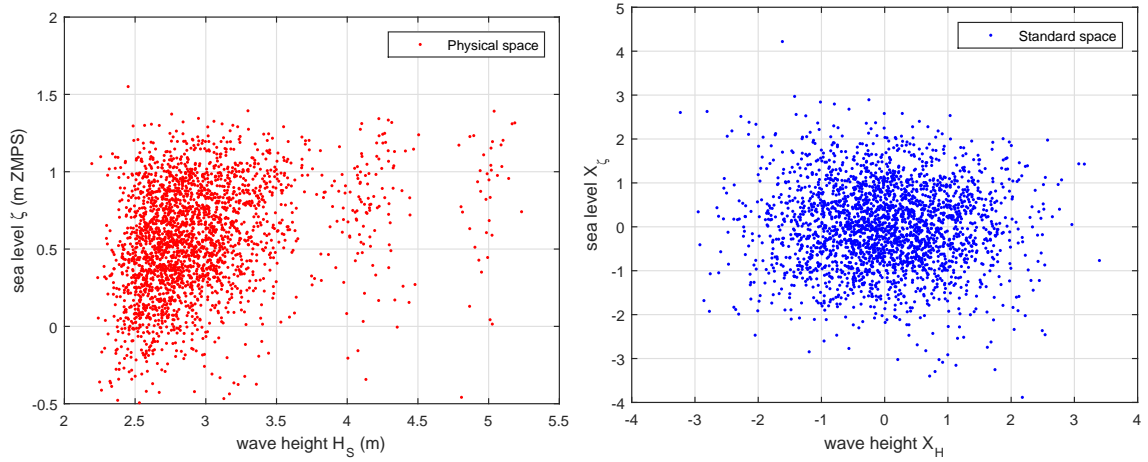 2
1.5
1
0.5
0
-0.5
sea level ζ (m ZMPS)
Physical space
2 2.5 3 3.5 4 4.5 5 5.5
wave height H_S (m)
5
4
3
2
1
0
-1
-2
-3
-4
sea level X_ζ
Standard space
-4 -3 -2 -1 0 1 2 3 4
wave height X_H